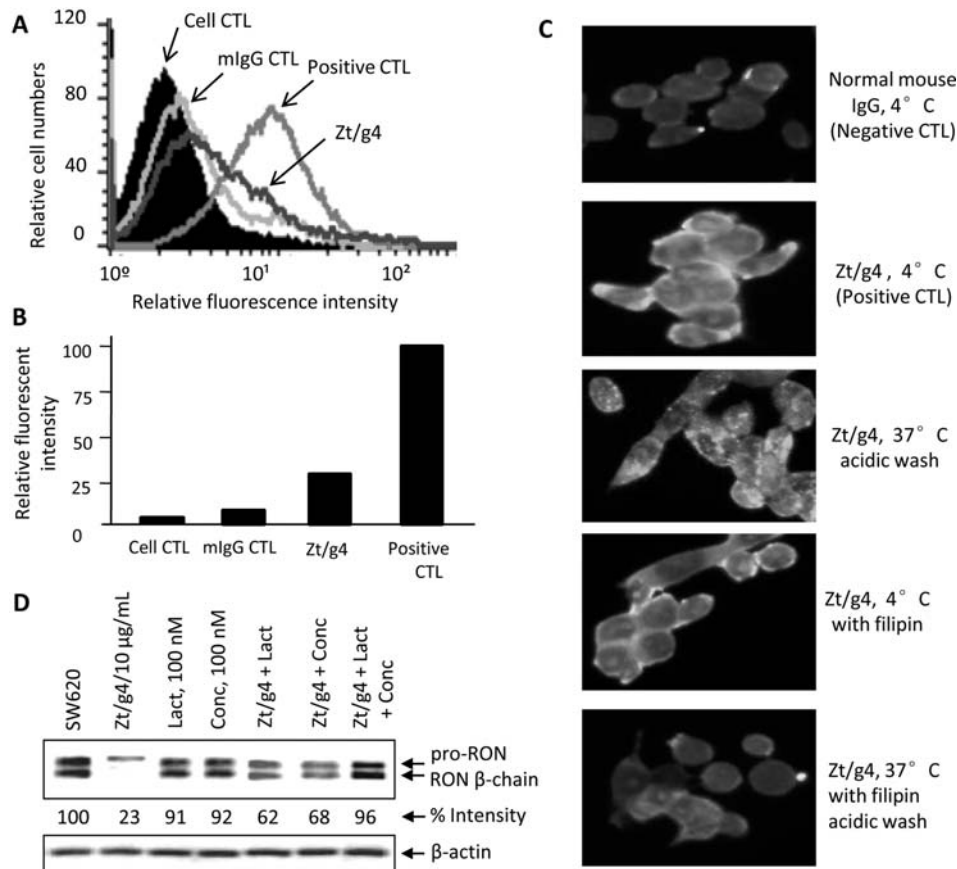 A
120
80
60
40
0
Relative cell numbers
Cell CTL
mIgG CTL
Positive CTL
Zt/g4
10º
10¹
10²
Relative fluorescence intensity
B
100
75
50
25
0
Relative fluorescent
intensity
Cell CTL
mIgG CTL
Zt/g4
Positive
CTL
C
Normal mouse
IgG, 4° C
(Negative CTL)
Zt/g4 , 4° C
(Positive CTL)
Zt/g4, 37° C
acidic wash
Zt/g4, 4° C
with filipin
Zt/g4, 37° C
with filipin
acidic wash
D
SW620
Zt/g4/10 µg/mL
Lact, 100 nM
Conc, 100 nM
Zt/g4 + Lact
Zt/g4 + Conc
Zt/g4 + Lact
+ Conc
pro-RON
RON β-chain
100 23 91 92 62 68 96 % Intensity
β-actin